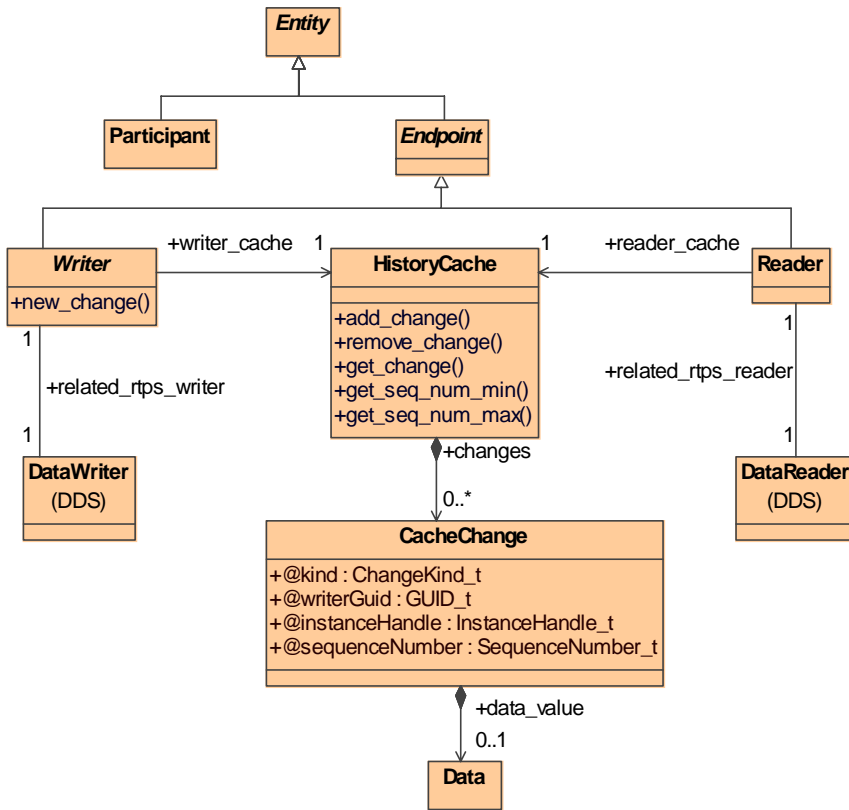 Entity
Participant
Endpoint
+writer_cache
1
1
+reader_cache
Writer
HistoryCache
Reader
+new_change()
+add_change()
+remove_change()
+get_change()
+get_seq_num_min()
+get_seq_num_max()
1
1
+related_rtps_writer
+related_rtps_reader
1
1
+changes
DataWriter
(DDS)
DataReader
(DDS)
0..*
CacheChange
+@kind : ChangeKind_t
+@writerGuid : GUID_t
+@instanceHandle : InstanceHandle_t
+@sequenceNumber : SequenceNumber_t
+data_value
0..1
Data